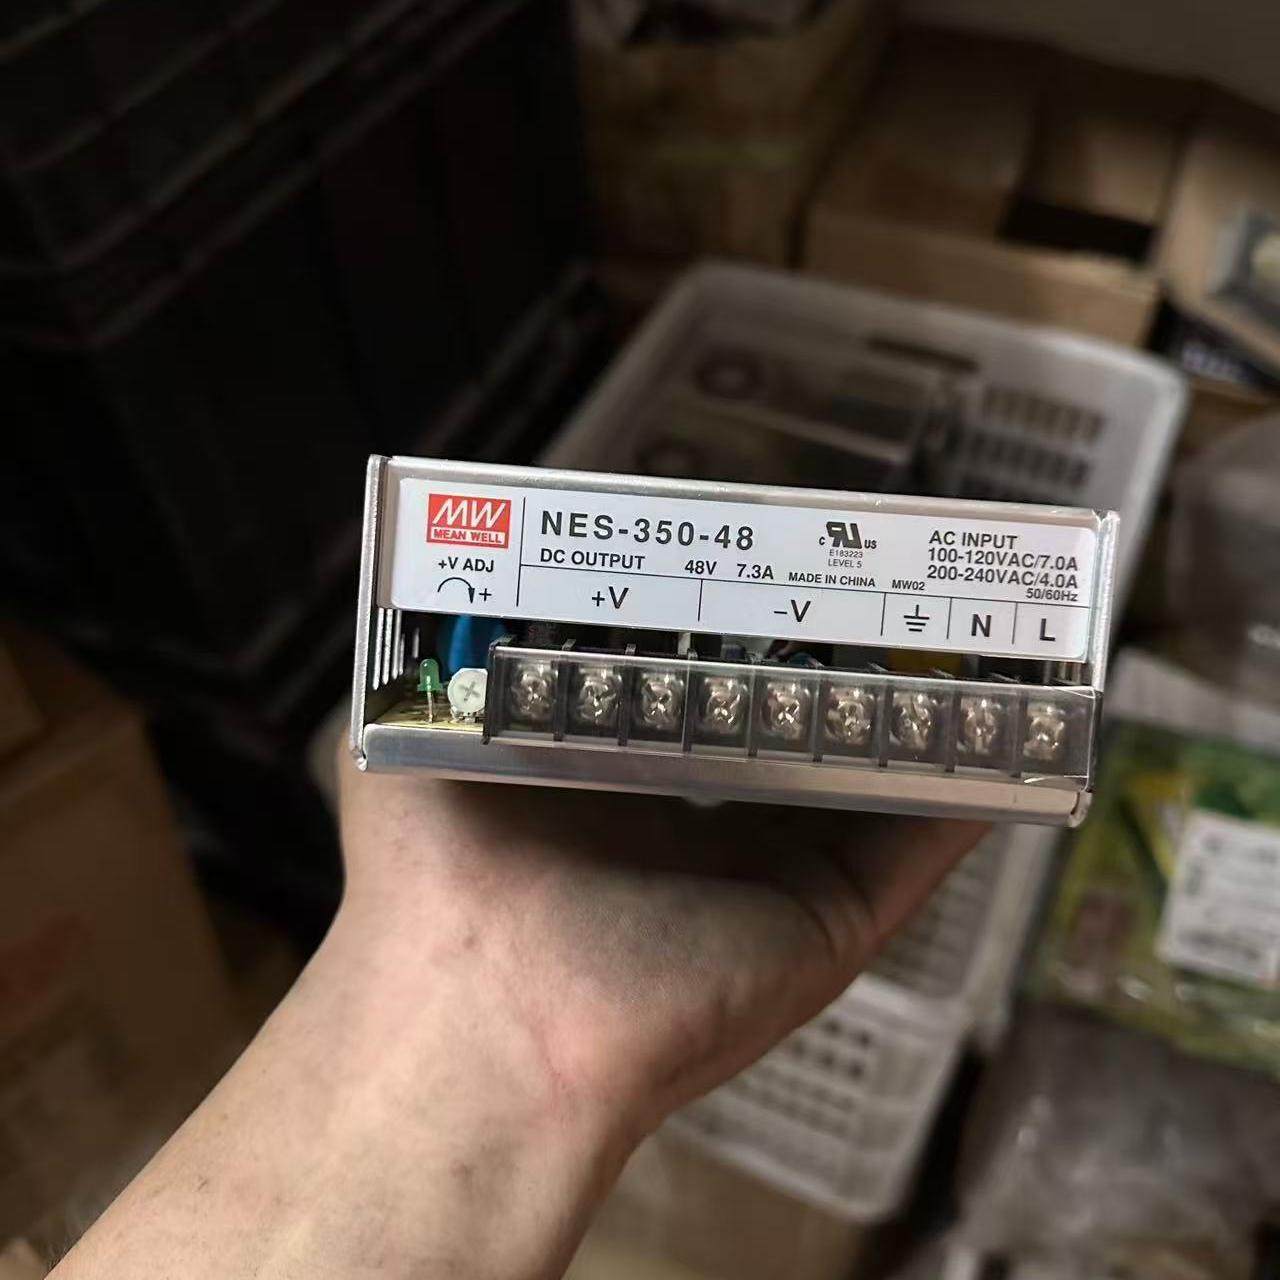 MW
MEAN WELL
NES-350-48
DC OUTPUT 48V 7.3A
c RU US
E183223
LEVEL 5
MADE IN CHINA MW02
AC INPUT
100-120VAC/7.0A
200-240VAC/4.0A
50/60Hz
+V ADJ
+
+V
−V
N
L